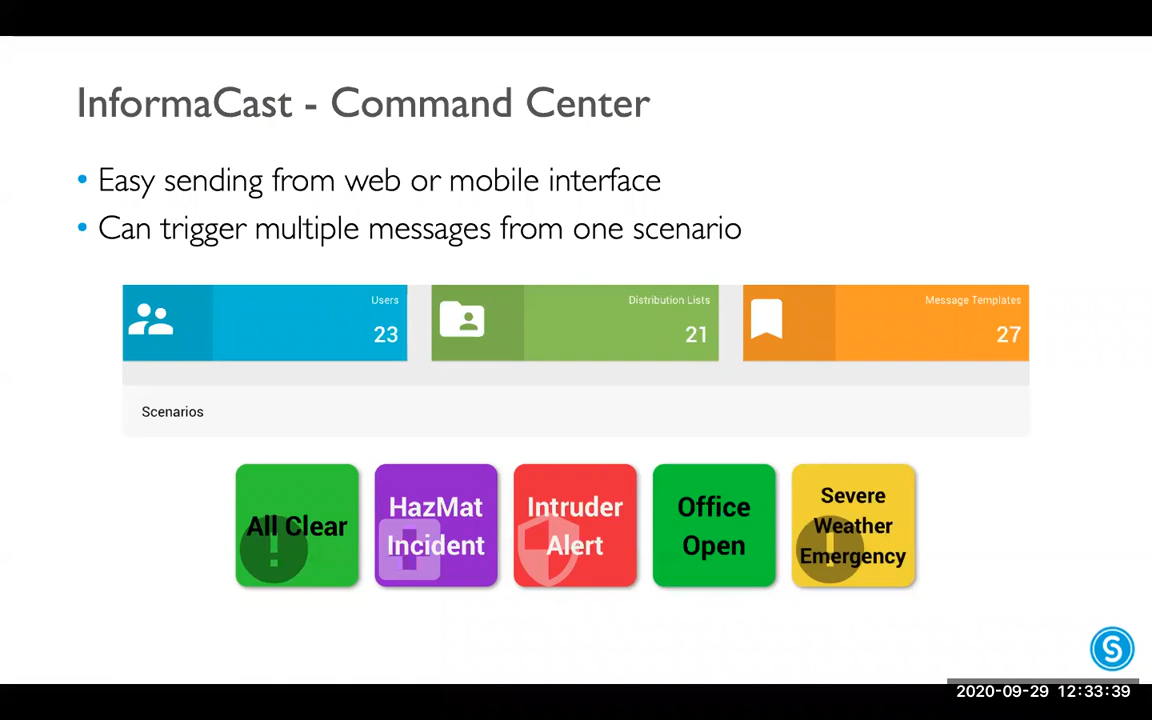 InformaCast - Command Center
• Easy sending from web or mobile interface
• Can trigger multiple messages from one scenario
Users
23
Distribution Lists
21
Message Templates
27
Scenarios
All Clear
HazMat
Incident
Intruder
Alert
Office
Open
Severe
Weather
Emergency
S
2020-09-29 12:33:39